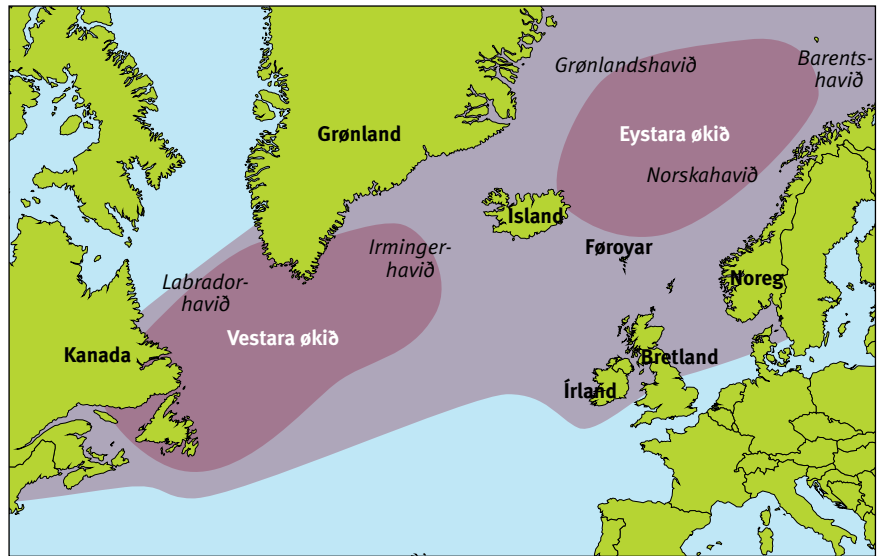 Grønlandshavið
Barents-
havið
Grønland
Eystara økið
Norskahavið
Ísland
Føroyar
Irminger-
havið
Labrador-
havið
Noreg
Vestara økið
Kanada
Bretland
Írland